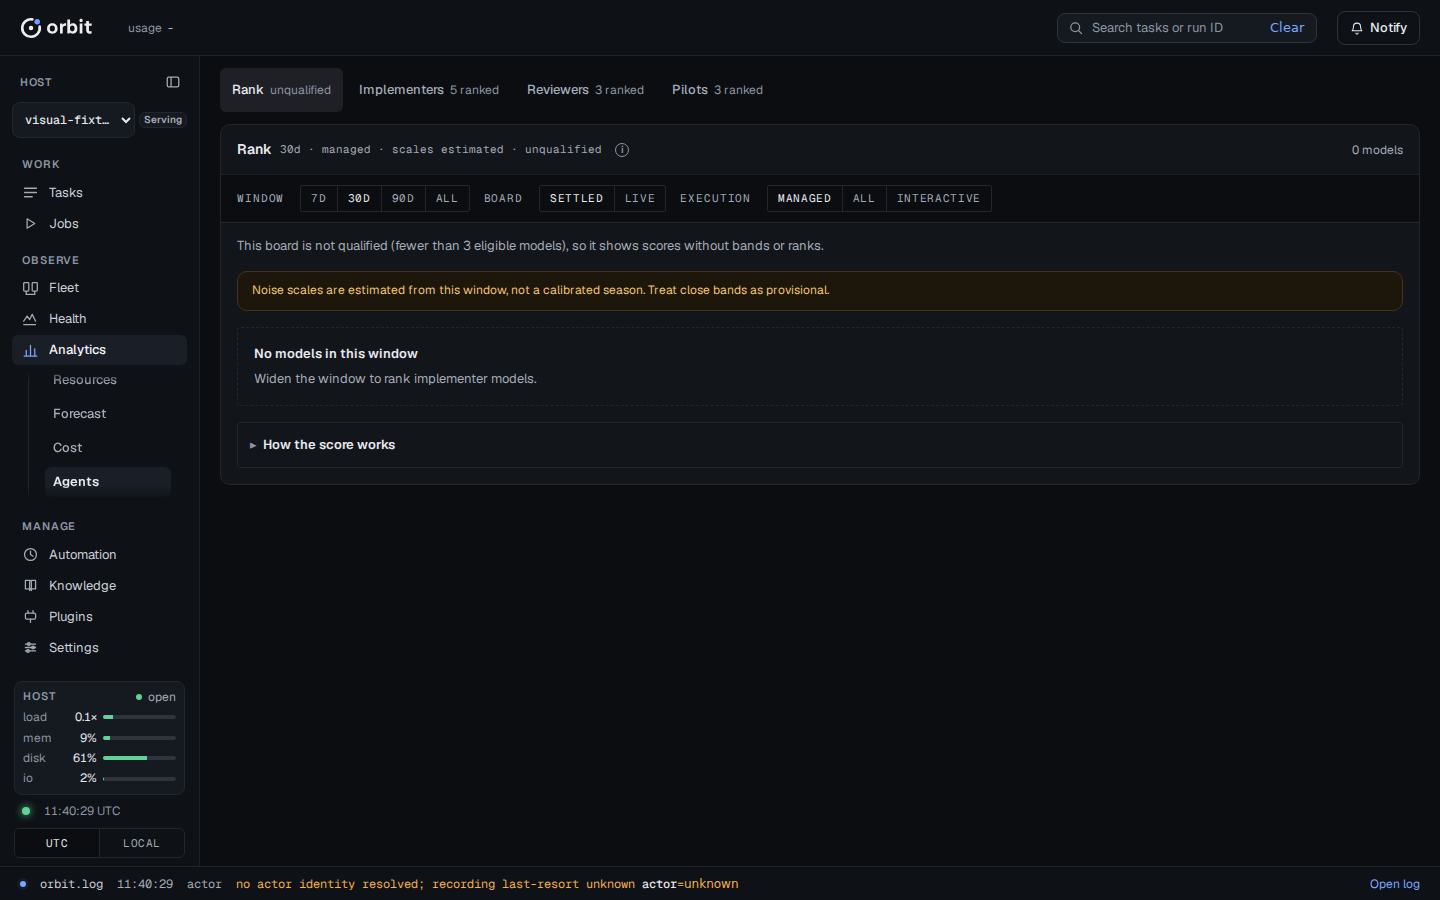 orbit
usage -
Search tasks or run ID
Clear
Notify
HOST
visual-fixt…
Serving
WORK
Tasks
Jobs
OBSERVE
Fleet
Health
Analytics
Resources
Forecast
Cost
Agents
MANAGE
Automation
Knowledge
Plugins
Settings
HOST
open
load 0.1×
mem 9%
disk 61%
io 2%
11:40:29 UTC
UTC LOCAL
Rank unqualified
Implementers 5 ranked
Reviewers 3 ranked
Pilots 3 ranked
Rank 30d · managed · scales estimated · unqualified
0 models
WINDOW 7D 30D 90D ALL BOARD SETTLED LIVE EXECUTION MANAGED ALL INTERACTIVE
This board is not qualified (fewer than 3 eligible models), so it shows scores without bands or ranks.
Noise scales are estimated from this window, not a calibrated season. Treat close bands as provisional.
No models in this window
Widen the window to rank implementer models.
▸ How the score works
orbit.log 11:40:29 actor no actor identity resolved; recording last-resort unknown actor=unknown
Open log